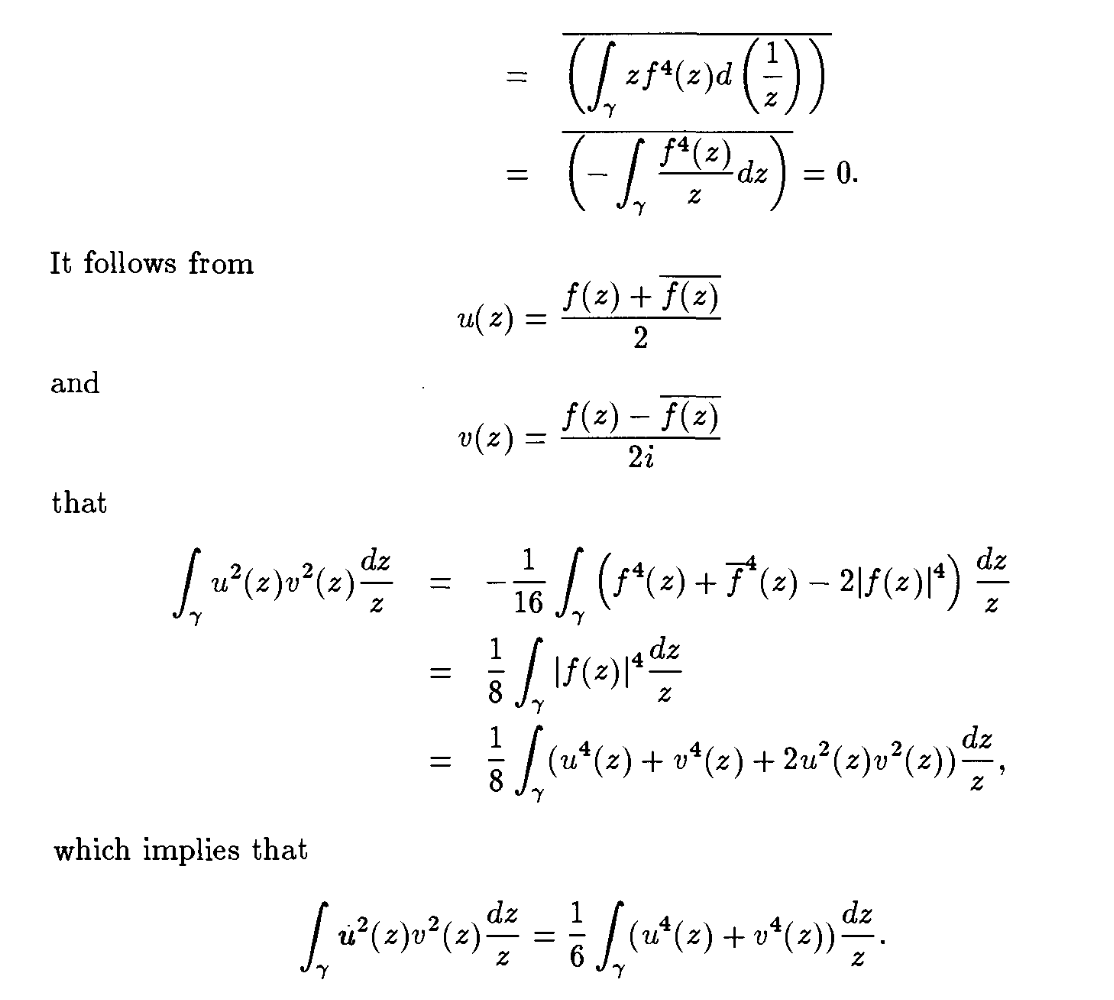 $= \overline{\left( \int_\gamma z f^4(z) d\left(\frac{1}{z}\right) \right)}$
$= \overline{\left( -\int_\gamma \frac{f^4(z)}{z} dz \right)} = 0.$
It follows from
$u(z) = \frac{f(z) + \overline{f(z)}}{2}$
and
$v(z) = \frac{f(z) - \overline{f(z)}}{2i}$
that
$\int_\gamma u^2(z)v^2(z)\frac{dz}{z} = -\frac{1}{16} \int_\gamma \left( f^4(z) + \overline{f}^4(z) - 2|f(z)|^4 \right) \frac{dz}{z}$
$= \frac{1}{8} \int_\gamma |f(z)|^4 \frac{dz}{z}$
$= \frac{1}{8} \int_\gamma (u^4(z) + v^4(z) + 2u^2(z)v^2(z))\frac{dz}{z},$
which implies that
$\int_\gamma u^2(z)v^2(z)\frac{dz}{z} = \frac{1}{6} \int_\gamma (u^4(z) + v^4(z))\frac{dz}{z}.$